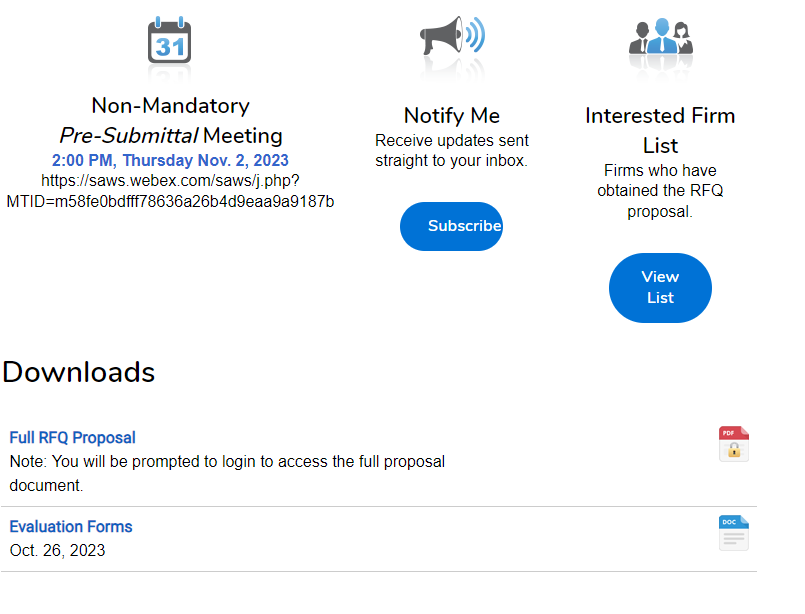 31
Non-Mandatory
Pre-Submittal Meeting
2:00 PM, Thursday Nov. 2, 2023
https://saws.webex.com/saws/j.php?
MTID=m58fe0bdfff78636a26b4d9eaa9a9187b
Notify Me
Receive updates sent
straight to your inbox.
Subscribe
Interested Firm
List
Firms who have
obtained the RFQ
proposal.
View
List
Downloads
Full RFQ Proposal
Note: You will be prompted to login to access the full proposal
document.
PDF
Evaluation Forms
Oct. 26, 2023
DOC